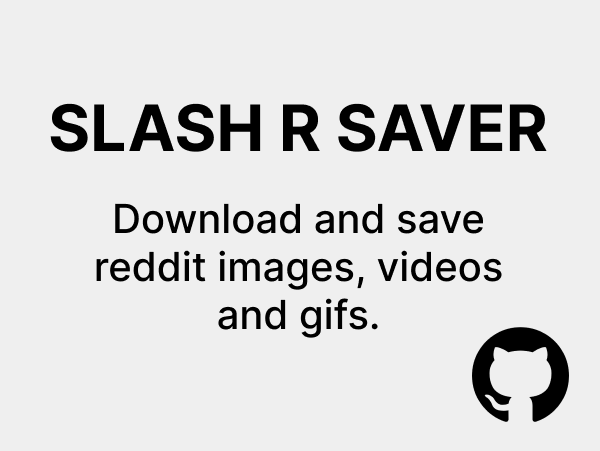 SLASH R SAVER
Download and save
reddit images, videos
and gifs.